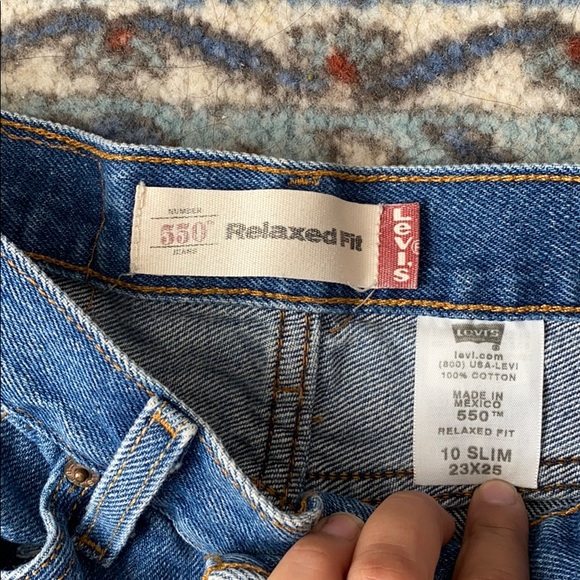 NUMBER
550®
JEANS
Relaxed Fit
LEVI'S®
LEVI'S
®
levi.com
(800) USA-LEVI
100% COTTON
MADE IN
MEXICO
550™
RELAXED FIT
10 SLIM
23X25